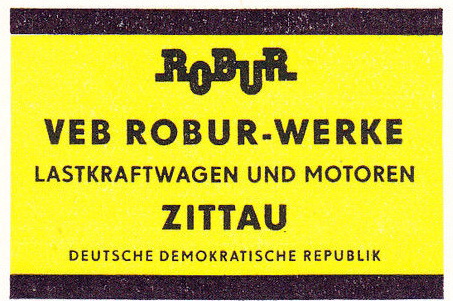 ROBUR
VEB ROBUR-WERKE
LASTKRAFTWAGEN UND MOTOREN
ZITTAU
DEUTSCHE DEMOKRATISCHE REPUBLIK